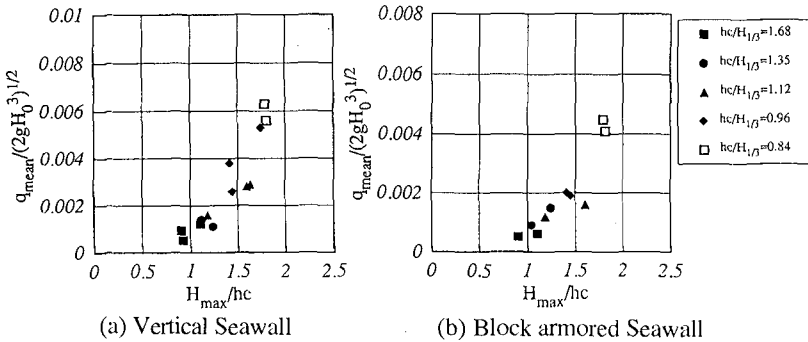 0.01
0.008
0.006
0.004
0.002
0
q_mean/(2gH_0^3)^1/2
0 0.5 1 1.5 2 2.5
H_max/hc
(a) Vertical Seawall
0.008
0.006
0.004
0.002
0
q_mean/(2gH_0^3)^1/2
0 0.5 1 1.5 2 2.5
H_max/hc
(b) Block armored Seawall
hc/H_1/3=1.68
hc/H_1/3=1.35
hc/H_1/3=1.12
hc/H_1/3=0.96
hc/H_1/3=0.84